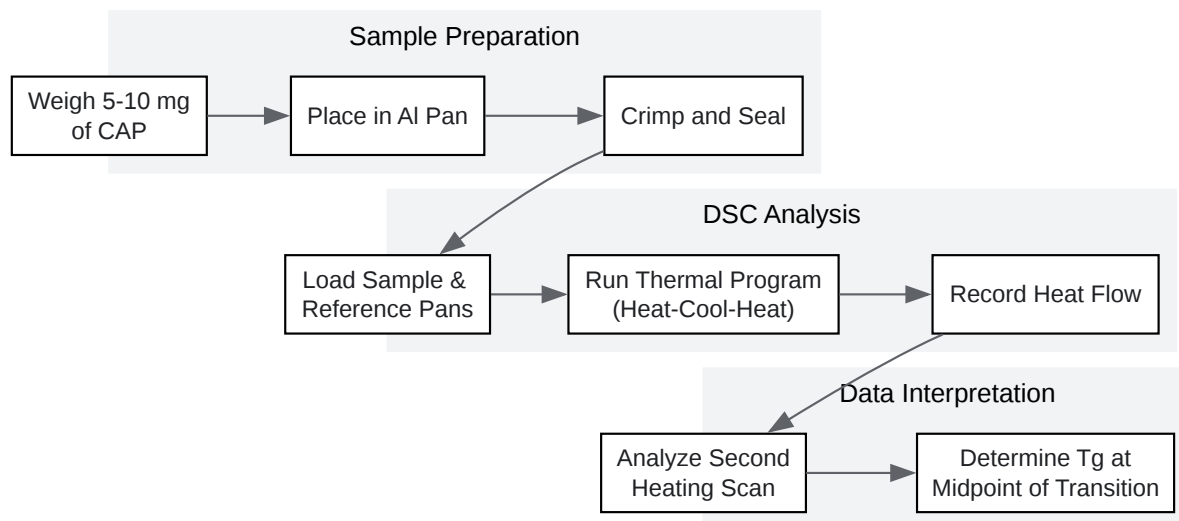 Sample Preparation
Weigh 5-10 mg
of CAP
Place in Al Pan
Crimp and Seal
DSC Analysis
Load Sample &
Reference Pans
Run Thermal Program
(Heat-Cool-Heat)
Record Heat Flow
Data Interpretation
Analyze Second
Heating Scan
Determine Tg at
Midpoint of Transition